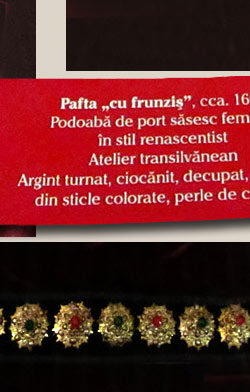 Pafta „cu frunziş”, cca. 16
Podoabă de port săsesc fem
în stil renascentist
Atelier transilvănean
Argint turnat, ciocănit, decupat,
din sticle colorate, perle de c